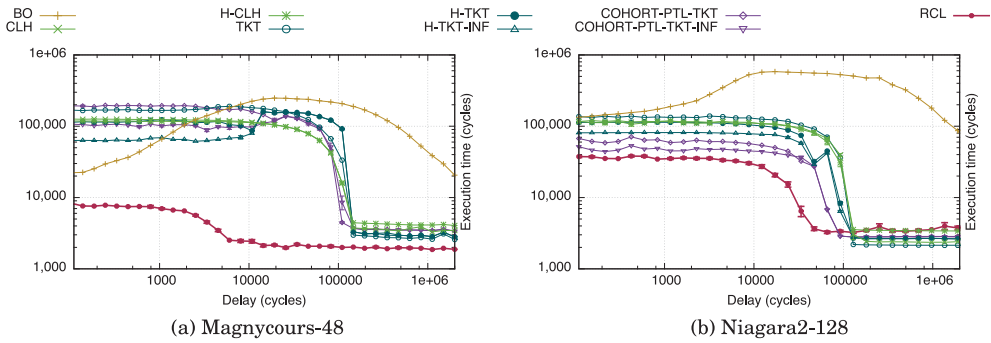 BO H-CLH H-TKT COHORT-PTL-TKT RCL
CLH TKT H-TKT-INF COHORT-PTL-TKT-INF
1e+06
100,000
10,000
1,000
1000 10000 100000 1e+06
Delay (cycles)
Execution time (cycles)
(a) Magnycours-48
1e+06
100,000
10,000
1,000
1000 10000 100000 1e+06
Delay (cycles)
Execution time (cycles)
(b) Niagara2-128